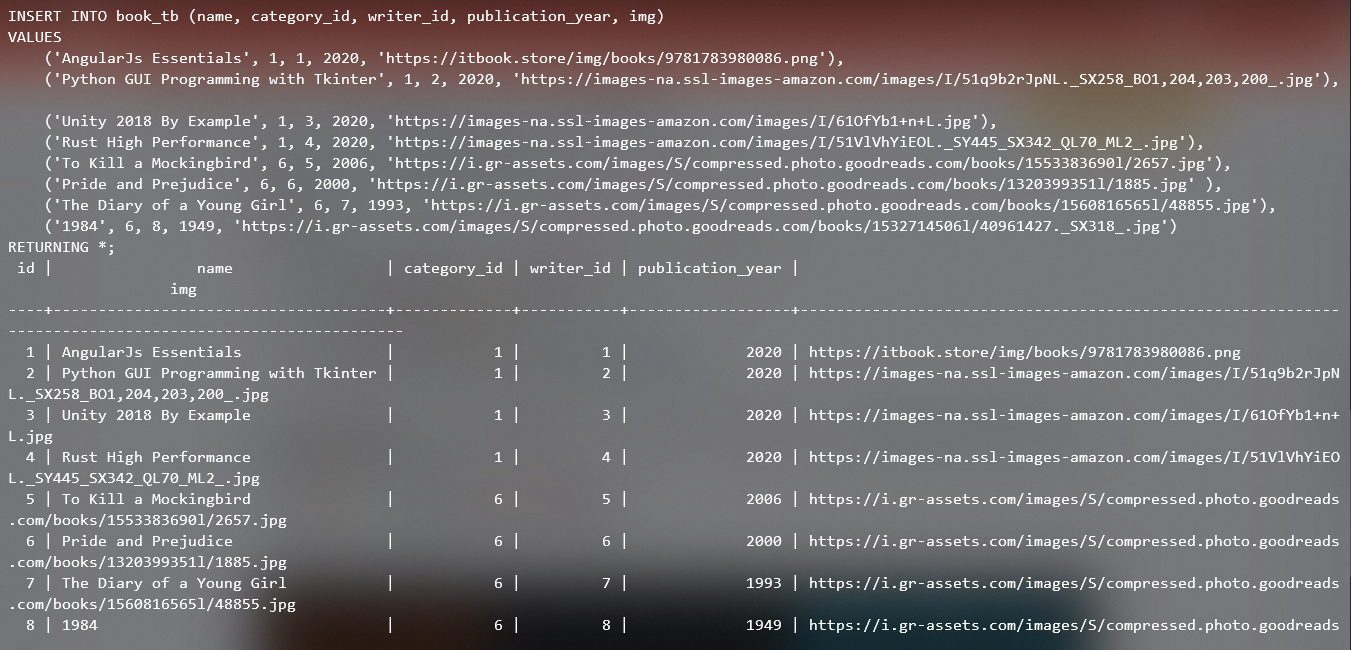 INSERT INTO book_tb (name, category_id, writer_id, publication_year, img)
VALUES
    ('AngularJs Essentials', 1, 1, 2020, 'https://itbook.store/img/books/9781783980086.png'),
    ('Python GUI Programming with Tkinter', 1, 2, 2020, 'https://images-na.ssl-images-amazon.com/images/I/51q9b2rJpNL._SX258_BO1,204,203,200_.jpg'),

    ('Unity 2018 By Example', 1, 3, 2020, 'https://images-na.ssl-images-amazon.com/images/I/61OfYb1+n+L.jpg'),
    ('Rust High Performance', 1, 4, 2020, 'https://images-na.ssl-images-amazon.com/images/I/51VlVhYiEOL._SY445_SX342_QL70_ML2_.jpg'),
    ('To Kill a Mockingbird', 6, 5, 2006, 'https://i.gr-assets.com/images/S/compressed.photo.goodreads.com/books/1553383690l/2657.jpg'),
    ('Pride and Prejudice', 6, 6, 2000, 'https://i.gr-assets.com/images/S/compressed.photo.goodreads.com/books/1320399351l/1885.jpg' ),
    ('The Diary of a Young Girl', 6, 7, 1993, 'https://i.gr-assets.com/images/S/compressed.photo.goodreads.com/books/1560816565l/48855.jpg'),
    ('1984', 6, 8, 1949, 'https://i.gr-assets.com/images/S/compressed.photo.goodreads.com/books/1532714506l/40961427._SX318_.jpg')
RETURNING *;
 id |                name                 | category_id | writer_id | publication_year |
                  img
----+-------------------------------------+-------------+-----------+------------------+------------------------------------------------------------
--------------------------------------------
  1 | AngularJs Essentials                |           1 |         1 |             2020 | https://itbook.store/img/books/9781783980086.png
  2 | Python GUI Programming with Tkinter |           1 |         2 |             2020 | https://images-na.ssl-images-amazon.com/images/I/51q9b2rJpN
L._SX258_BO1,204,203,200_.jpg
  3 | Unity 2018 By Example               |           1 |         3 |             2020 | https://images-na.ssl-images-amazon.com/images/I/61OfYb1+n+
L.jpg
  4 | Rust High Performance               |           1 |         4 |             2020 | https://images-na.ssl-images-amazon.com/images/I/51VlVhYiEO
L._SY445_SX342_QL70_ML2_.jpg
  5 | To Kill a Mockingbird               |           6 |         5 |             2006 | https://i.gr-assets.com/images/S/compressed.photo.goodreads
.com/books/1553383690l/2657.jpg
  6 | Pride and Prejudice                 |           6 |         6 |             2000 | https://i.gr-assets.com/images/S/compressed.photo.goodreads
.com/books/1320399351l/1885.jpg
  7 | The Diary of a Young Girl           |           6 |         7 |             1993 | https://i.gr-assets.com/images/S/compressed.photo.goodreads
.com/books/1560816565l/48855.jpg
  8 | 1984                                |           6 |         8 |             1949 | https://i.gr-assets.com/images/S/compressed.photo.goodreads